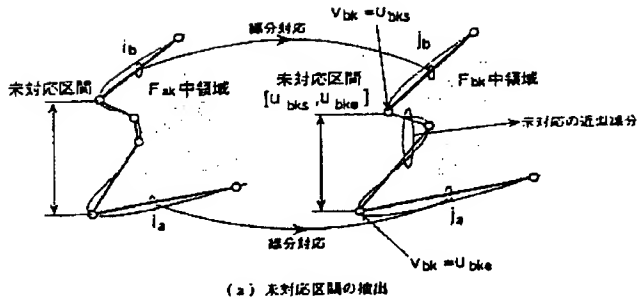 V bk = U bks
i b
線分対応
j b
未対応区間
F ak 中領域
未対応区間
[U bks , U bke]
F bk 中領域
未対応の近似線分
i a
j a
線分対応
V bk = U bke
(a) 未対応区間の抽出